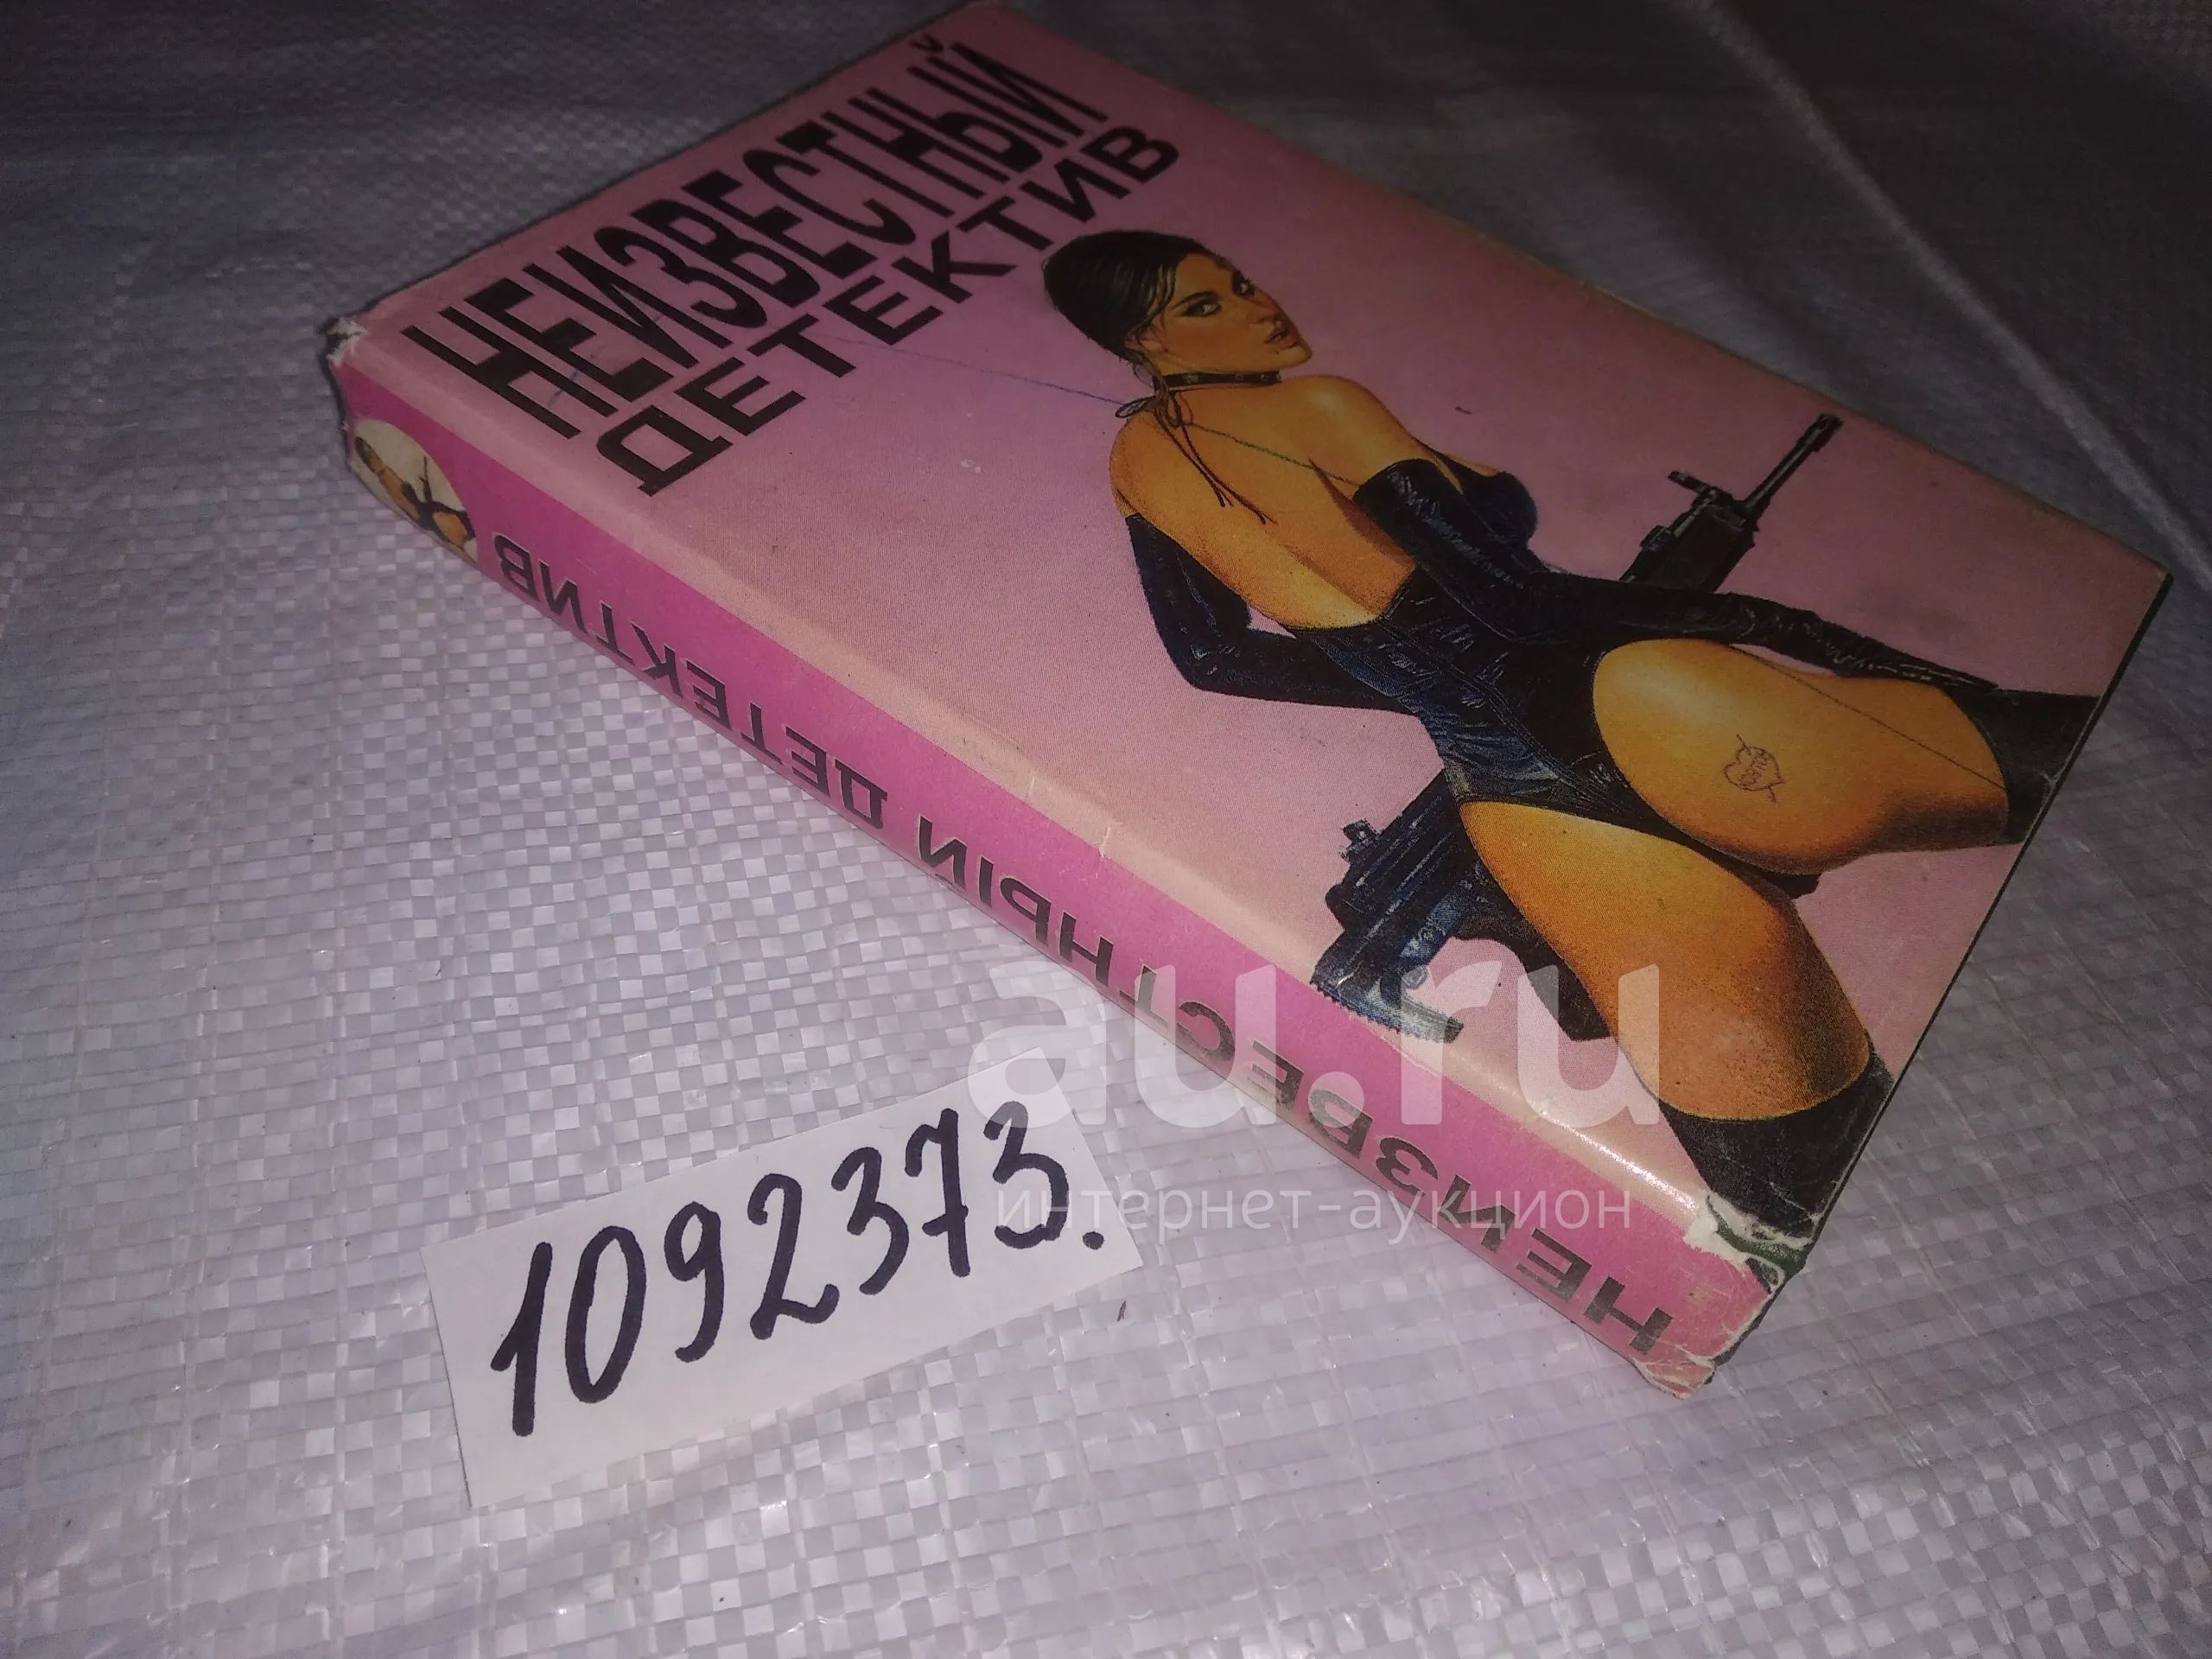 НЕИЗВЕСТНЫЙ
ДЕТЕКТИВ
НЕИЗВЕСТНЫЙ ДЕТЕКТИВ
au.ru
интернет-аукцион
1092373.